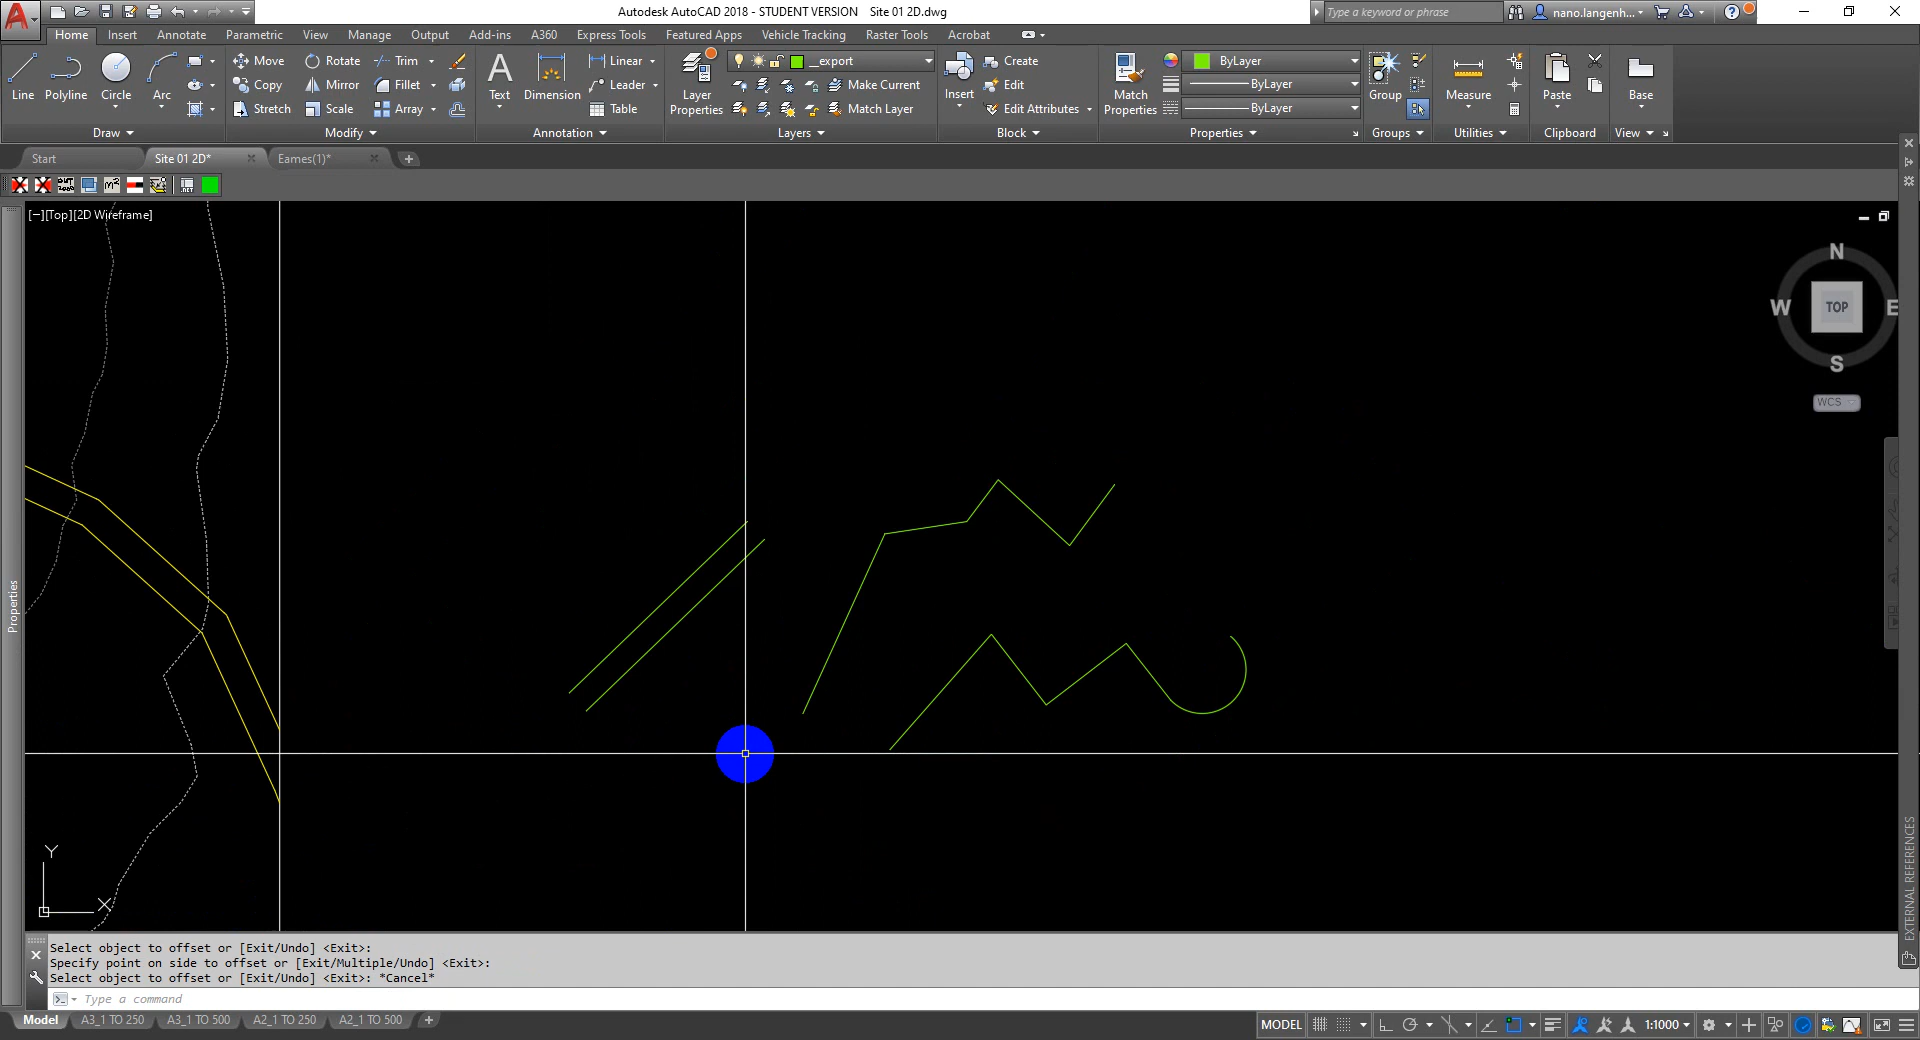 Autodesk AutoCAD 2018 - STUDENT VERSION Site 01 2D.dwg
Type a keyword or phrase
nano.langenh...
Home Insert Annotate Parametric View Manage Output Add-ins A360 Express Tools Featured Apps Vehicle Tracking Raster Tools Acrobat
Line Polyline Circle Arc
Draw
Move Rotate Trim
Copy Mirror Fillet
Stretch Scale Array
Modify
Text Dimension
Linear
Leader
Table
Annotation
Layer Properties
__export
Make Current
Match Layer
Layers
Insert
Create
Edit
Edit Attributes
Block
Match Properties
ByLayer
ByLayer
ByLayer
Properties
Group
Groups
Measure
Utilities
Paste
Clipboard
Base
View
Start Site 01 2D* Eames(1)*
[−][Top][2D Wireframe]
N
W TOP E
S
WCS
Properties
EXTERNAL REFERENCES
Y
X
Select object to offset or [Exit/Undo] <Exit>:
Specify point on side to offset or [Exit/Multiple/Undo] <Exit>:
Select object to offset or [Exit/Undo] <Exit>: *Cancel*
Type a command
Model A3_1 TO 250 A3_1 TO 500 A2_1 TO 250 A2_1 TO 500
MODEL 1:1000